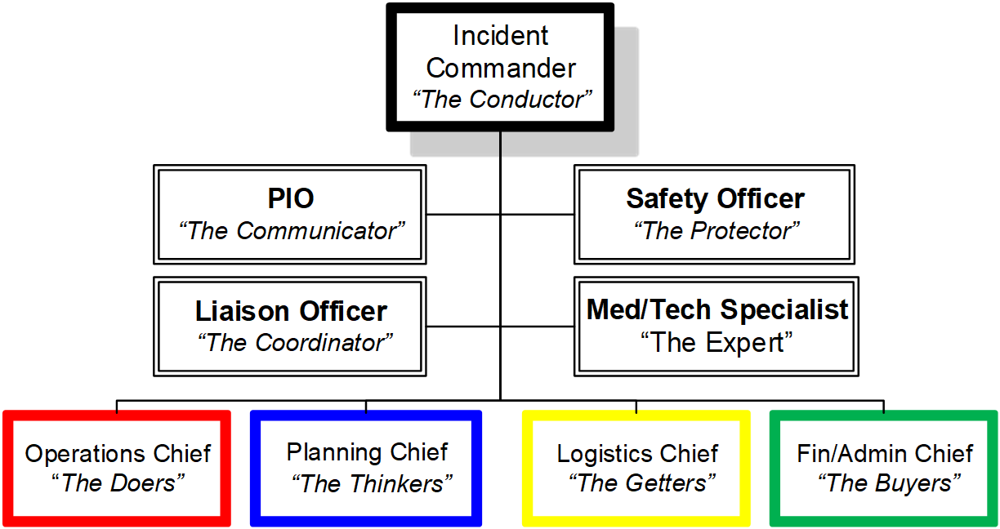 Incident
Commander
“The Conductor”
PIO
“The Communicator”
Safety Officer
“The Protector”
Liaison Officer
“The Coordinator”
Med/Tech Specialist
“The Expert”
Operations Chief
“The Doers”
Planning Chief
“The Thinkers”
Logistics Chief
“The Getters”
Fin/Admin Chief
“The Buyers”